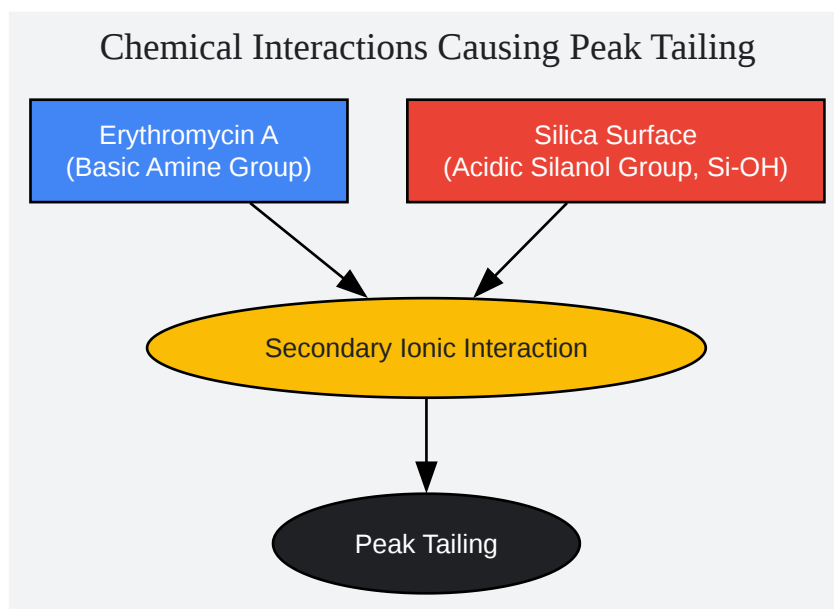 Chemical Interactions Causing Peak Tailing
Erythromycin A
(Basic Amine Group)
Silica Surface
(Acidic Silanol Group, Si-OH)
Secondary Ionic Interaction
Peak Tailing